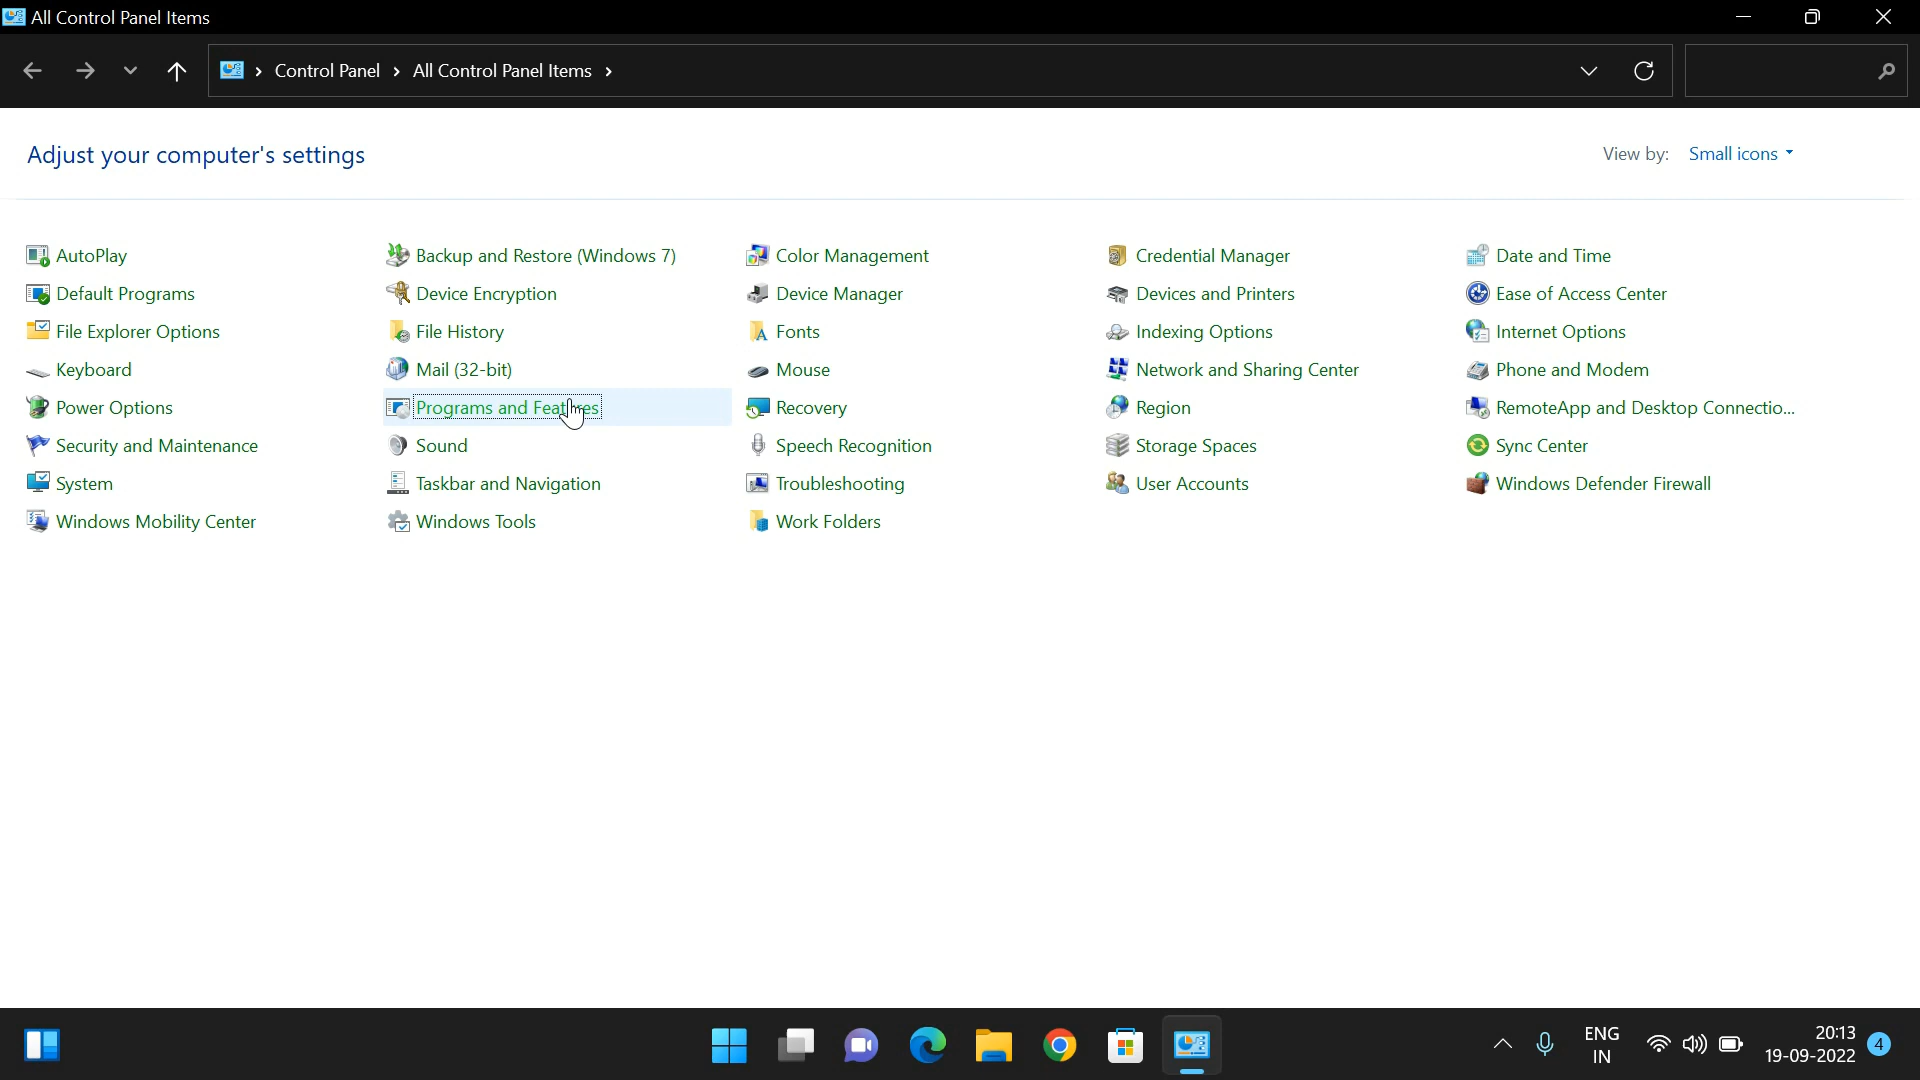 All Control Panel Items
Control Panel > All Control Panel Items >
Adjust your computer's settings
View by: Small icons
AutoPlay
Backup and Restore (Windows 7)
Color Management
Credential Manager
Date and Time
Default Programs
Device Encryption
Device Manager
Devices and Printers
Ease of Access Center
File Explorer Options
File History
Fonts
Indexing Options
Internet Options
Keyboard
Mail (32-bit)
Mouse
Network and Sharing Center
Phone and Modem
Power Options
Programs and Features
Recovery
Region
RemoteApp and Desktop Connectio...
Security and Maintenance
Sound
Speech Recognition
Storage Spaces
Sync Center
System
Taskbar and Navigation
Troubleshooting
User Accounts
Windows Defender Firewall
Windows Mobility Center
Windows Tools
Work Folders
ENG
IN
20:13
19-09-2022
4